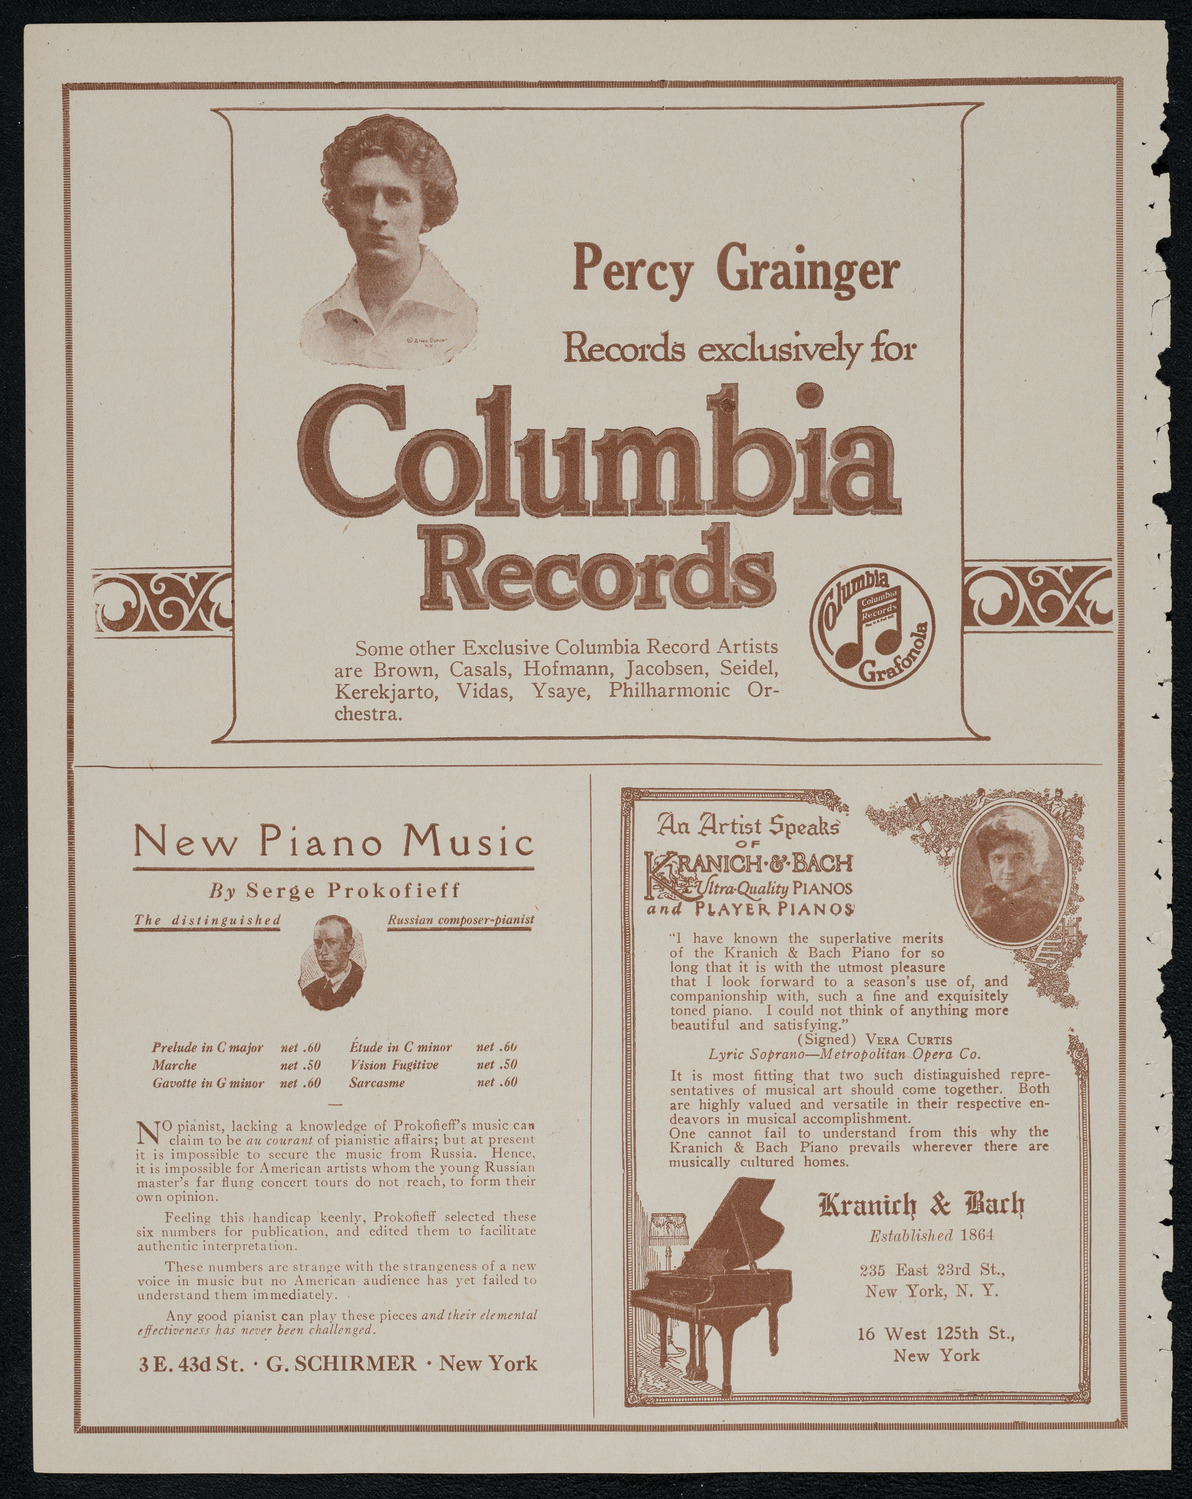 Percy Grainger
Records exclusively for
Columbia
Records
Columbia
Columbia
Records
Grafonola
Some other Exclusive Columbia Record Artists
are Brown, Casals, Hofmann, Jacobsen, Seidel,
Kerekjarto, Vidas, Ysaye, Philharmonic Or-
chestra.
New Piano Music
By Serge Prokofieff
The distinguished Russian composer-pianist
Prelude in C major net .60 Étude in C minor net .60
Marche net .50 Vision Fugitive net .50
Gavotte in G minor net .60 Sarcasme net .60
NO pianist, lacking a knowledge of Prokofieff's music can
claim to be au courant of pianistic affairs; but at present
it is impossible to secure the music from Russia. Hence,
it is impossible for American artists whom the young Russian
master's far flung concert tours do not reach, to form their
own opinion.
Feeling this handicap keenly, Prokofieff selected these
six numbers for publication, and edited them to facilitate
authentic interpretation.
These numbers are strange with the strangeness of a new
voice in music but no American audience has yet failed to
understand them immediately.
Any good pianist can play these pieces and their elemental
effectiveness has never been challenged.
3 E. 43d St. · G. SCHIRMER · New York
An Artist Speaks
OF
KRANICH·&·BACH
Ultra-Quality PIANOS
and PLAYER PIANOS
"I have known the superlative merits
of the Kranich & Bach Piano for so
long that it is with the utmost pleasure
that I look forward to a season's use of, and
companionship with, such a fine and exquisitely
toned piano. I could not think of anything more
beautiful and satisfying."
(Signed) VERA CURTIS
Lyric Soprano—Metropolitan Opera Co.
It is most fitting that two such distinguished repre-
sentatives of musical art should come together. Both
are highly valued and versatile in their respective en-
deavors in musical accomplishment.
One cannot fail to understand from this why the
Kranich & Bach Piano prevails wherever there are
musically cultured homes.
Kranich & Bach
Established 1864
235 East 23rd St.,
New York, N. Y.
16 West 125th St.,
New York